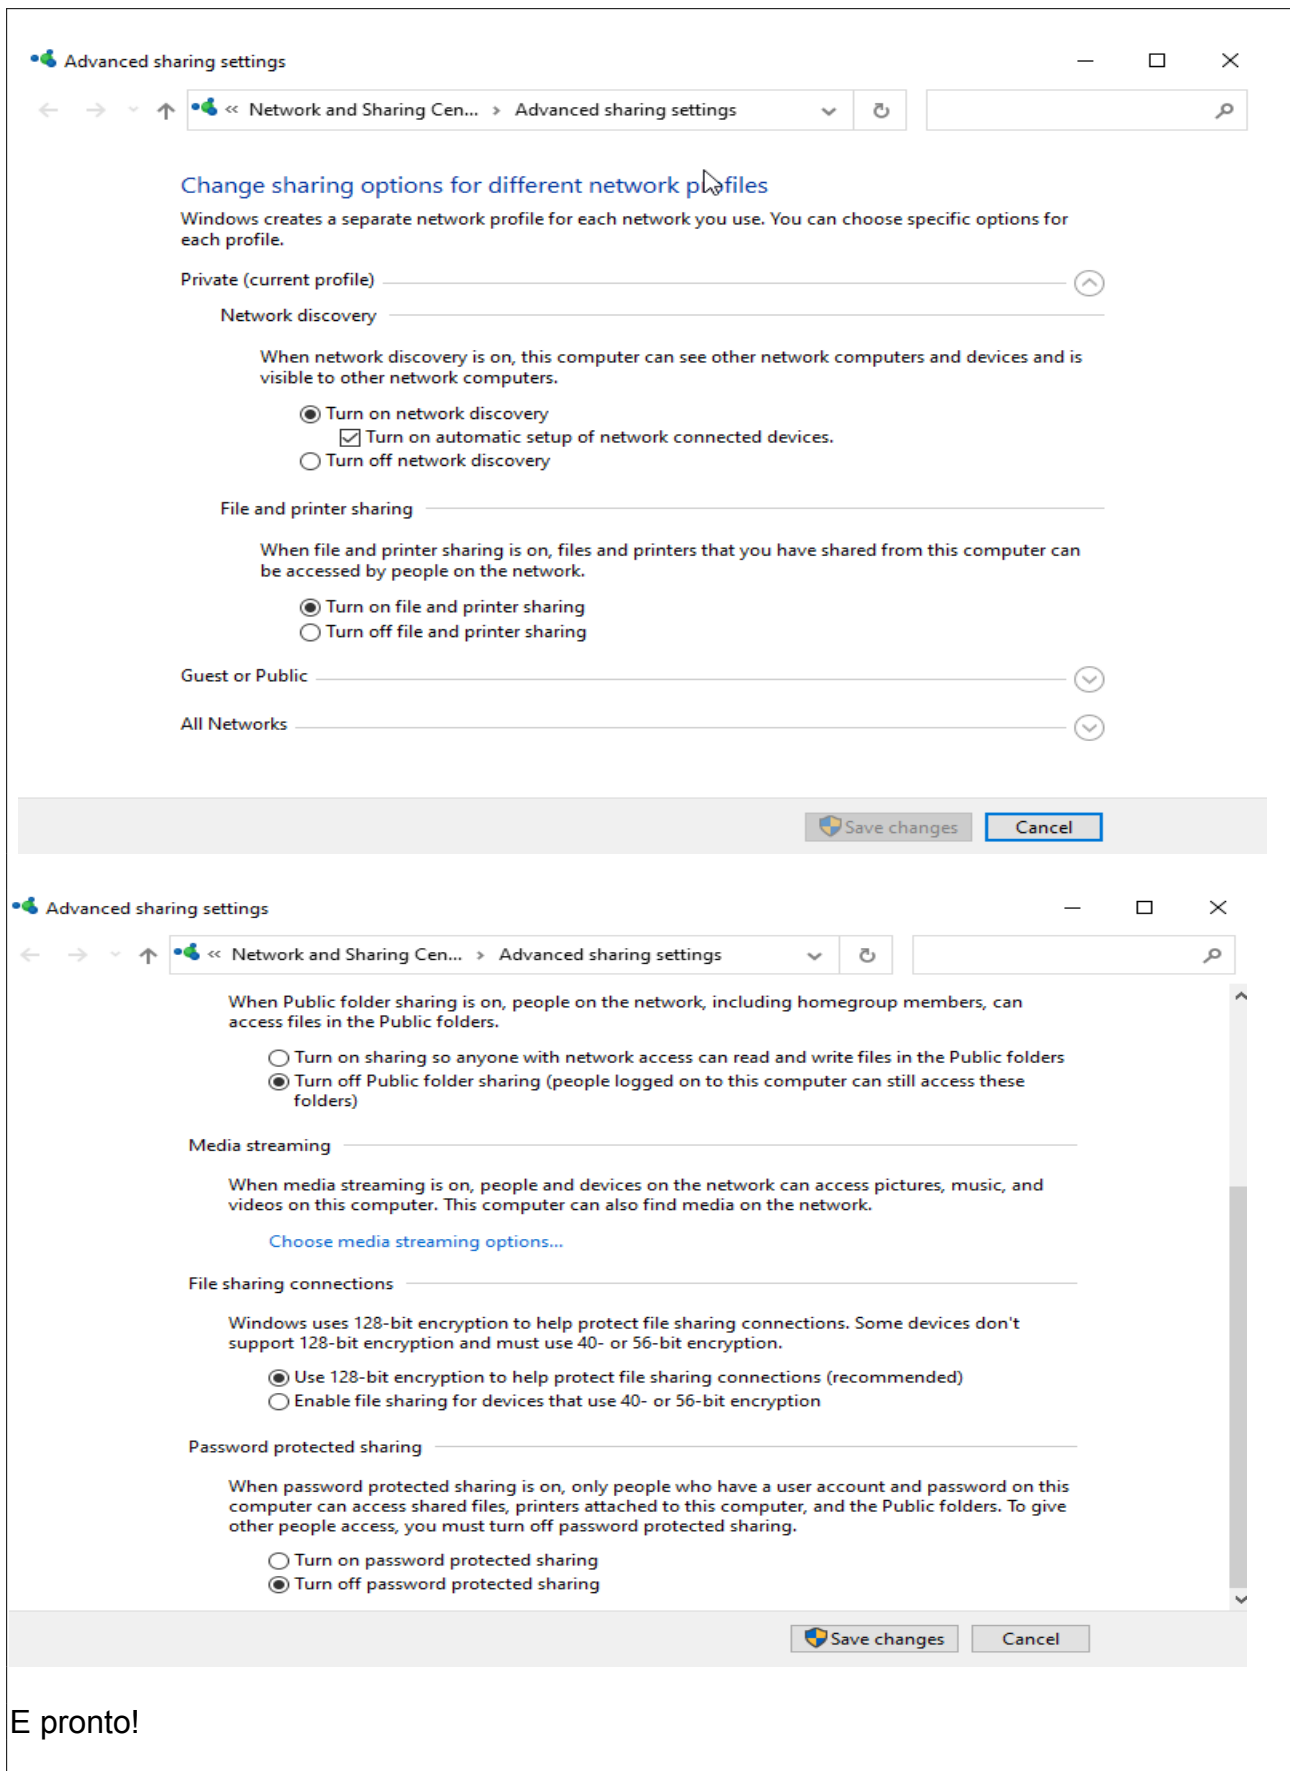 Advanced sharing settings
« Network and Sharing Cen... › Advanced sharing settings
Change sharing options for different network profiles
Windows creates a separate network profile for each network you use. You can choose specific options for
each profile.
Private (current profile)
Network discovery
When network discovery is on, this computer can see other network computers and devices and is
visible to other network computers.
Turn on network discovery
Turn on automatic setup of network connected devices.
Turn off network discovery
File and printer sharing
When file and printer sharing is on, files and printers that you have shared from this computer can
be accessed by people on the network.
Turn on file and printer sharing
Turn off file and printer sharing
Guest or Public
All Networks
Save changes Cancel
Advanced sharing settings
« Network and Sharing Cen... › Advanced sharing settings
When Public folder sharing is on, people on the network, including homegroup members, can
access files in the Public folders.
Turn on sharing so anyone with network access can read and write files in the Public folders
Turn off Public folder sharing (people logged on to this computer can still access these
folders)
Media streaming
When media streaming is on, people and devices on the network can access pictures, music, and
videos on this computer. This computer can also find media on the network.
Choose media streaming options...
File sharing connections
Windows uses 128-bit encryption to help protect file sharing connections. Some devices don't
support 128-bit encryption and must use 40- or 56-bit encryption.
Use 128-bit encryption to help protect file sharing connections (recommended)
Enable file sharing for devices that use 40- or 56-bit encryption
Password protected sharing
When password protected sharing is on, only people who have a user account and password on this
computer can access shared files, printers attached to this computer, and the Public folders. To give
other people access, you must turn off password protected sharing.
Turn on password protected sharing
Turn off password protected sharing
Save changes Cancel
E pronto!